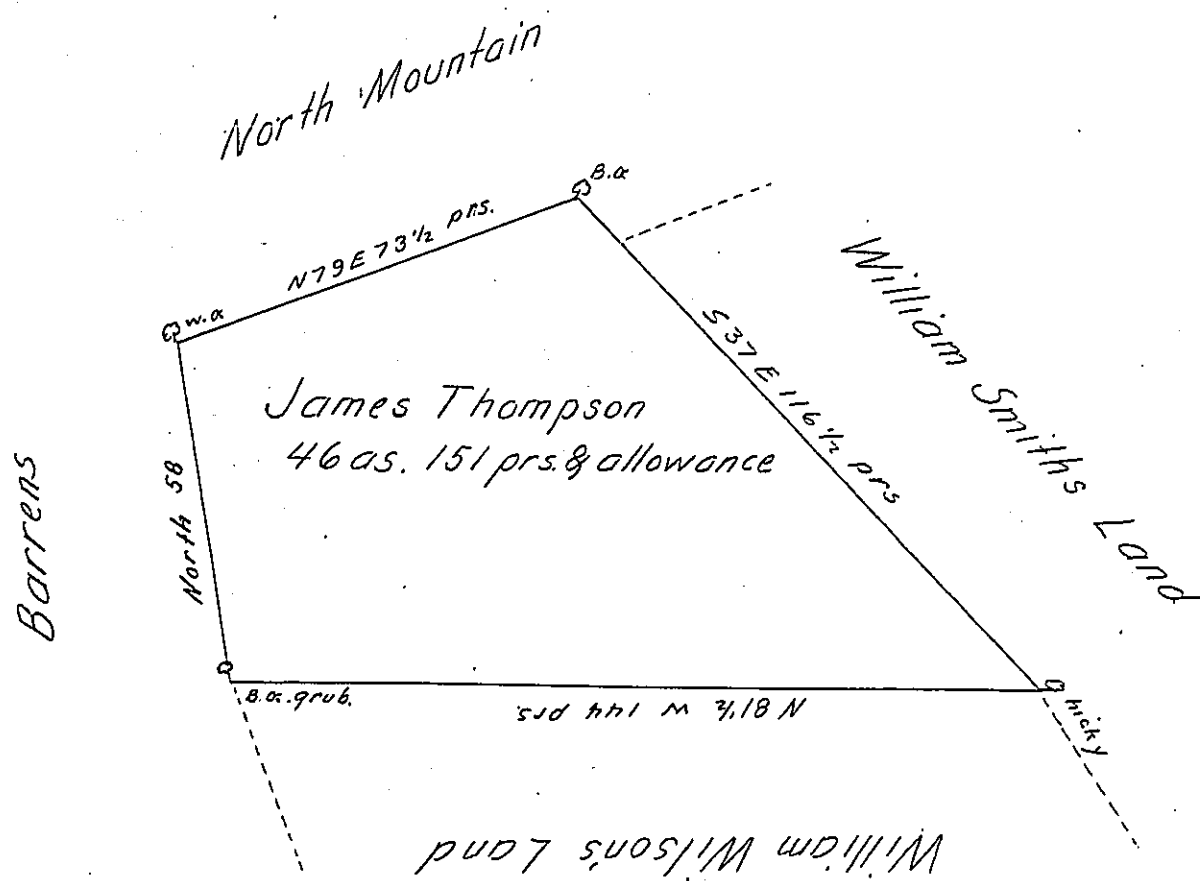 North Mountain
B.a
N79E 73½ prs.
w.a
S37E 116½ prs
William Smiths Land
James Thompson
46 as. 151 prs. & allowance
North 58
Barrens
B.a.grub.
N 81½ W 144 prs.
hicky
William Wilson's Land